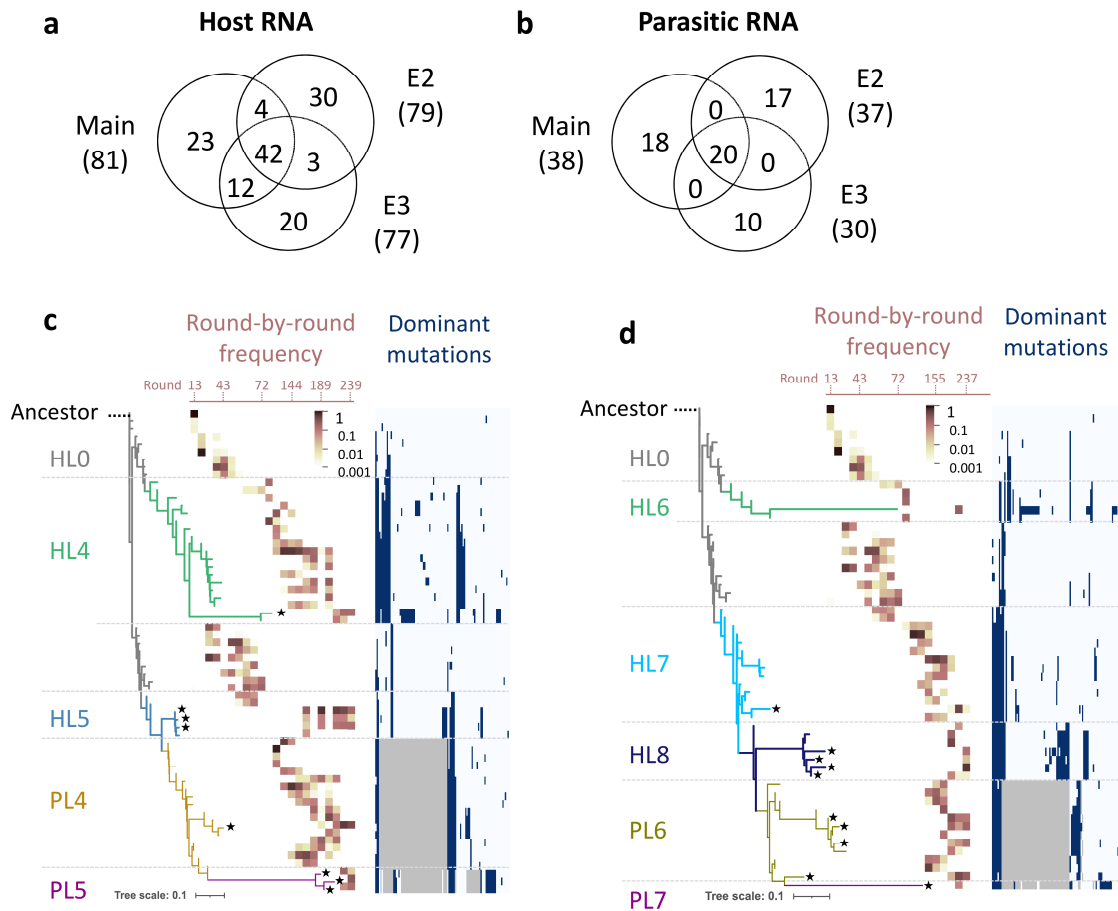 a
Host RNA
Main
(81)
23
4
30
42
3
12
20
E2
(79)
E3
(77)
b
Parasitic RNA
Main
(38)
18
0
17
20
0
0
10
E2
(37)
E3
(30)
c
Round-by-round
frequency
Dominant
mutations
Round 13 43 72 144 189 239
Ancestor
1
0.1
0.01
0.001
HL0
HL4
HL5
PL4
PL5
Tree scale: 0.1
d
Round-by-round
frequency
Dominant
mutations
Round 13 43 72 155 237
Ancestor
1
0.1
0.01
0.001
HL0
HL6
HL7
HL8
PL6
PL7
Tree scale: 0.1